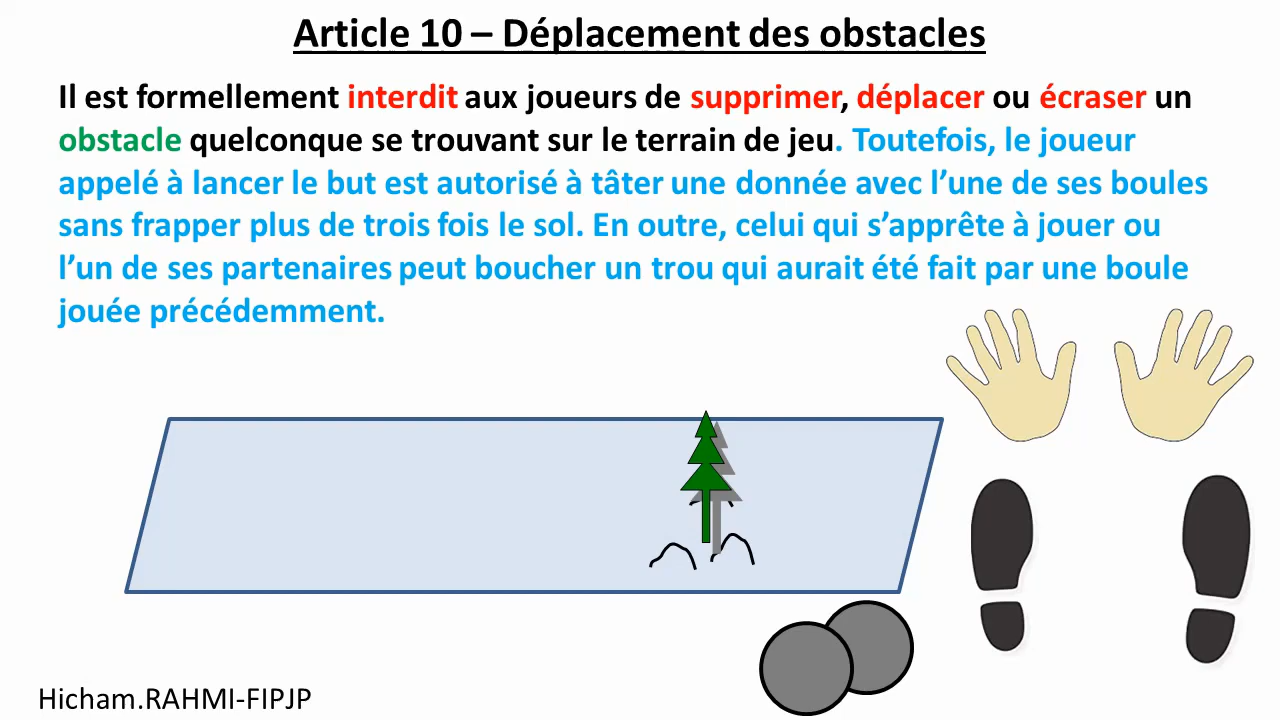 Article 10 – Déplacement des obstacles
Il est formellement interdit aux joueurs de supprimer, déplacer ou écraser un
obstacle quelconque se trouvant sur le terrain de jeu. Toutefois, le joueur
appelé à lancer le but est autorisé à tâter une donnée avec l’une de ses boules
sans frapper plus de trois fois le sol. En outre, celui qui s’apprête à jouer ou
l’un de ses partenaires peut boucher un trou qui aurait été fait par une boule
jouée précédemment.
Hicham.RAHMI-FIPJP